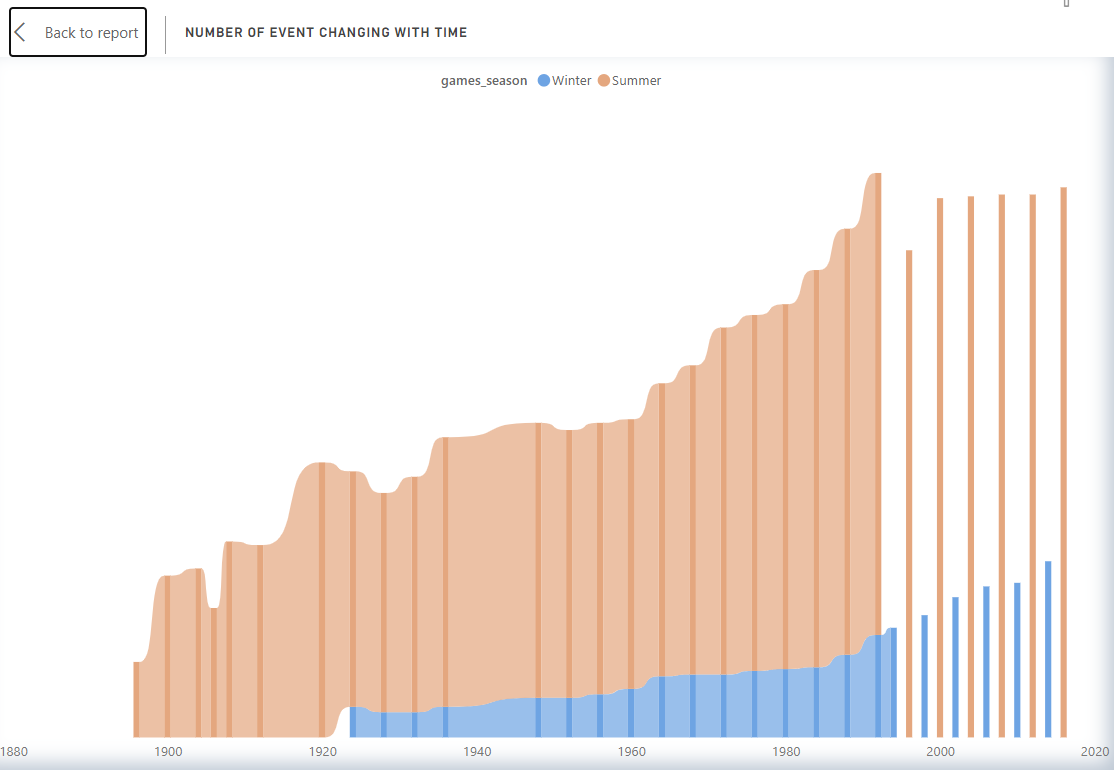 Back to report
NUMBER OF EVENT CHANGING WITH TIME
games_season Winter Summer
1880 1900 1920 1940 1960 1980 2000 2020